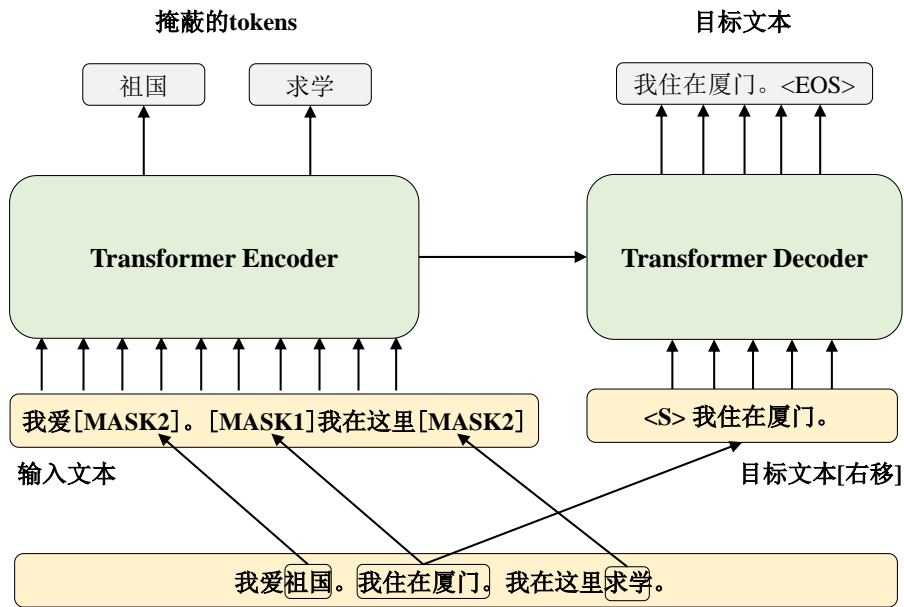 掩蔽的tokens
目标文本
祖国
求学
我住在厦门。<EOS>
Transformer Encoder
Transformer Decoder
我爱[MASK2]。[MASK1]我在这里[MASK2]
<S> 我住在厦门。
输入文本
目标文本[右移]
我爱祖国。我住在厦门。我在这里求学。